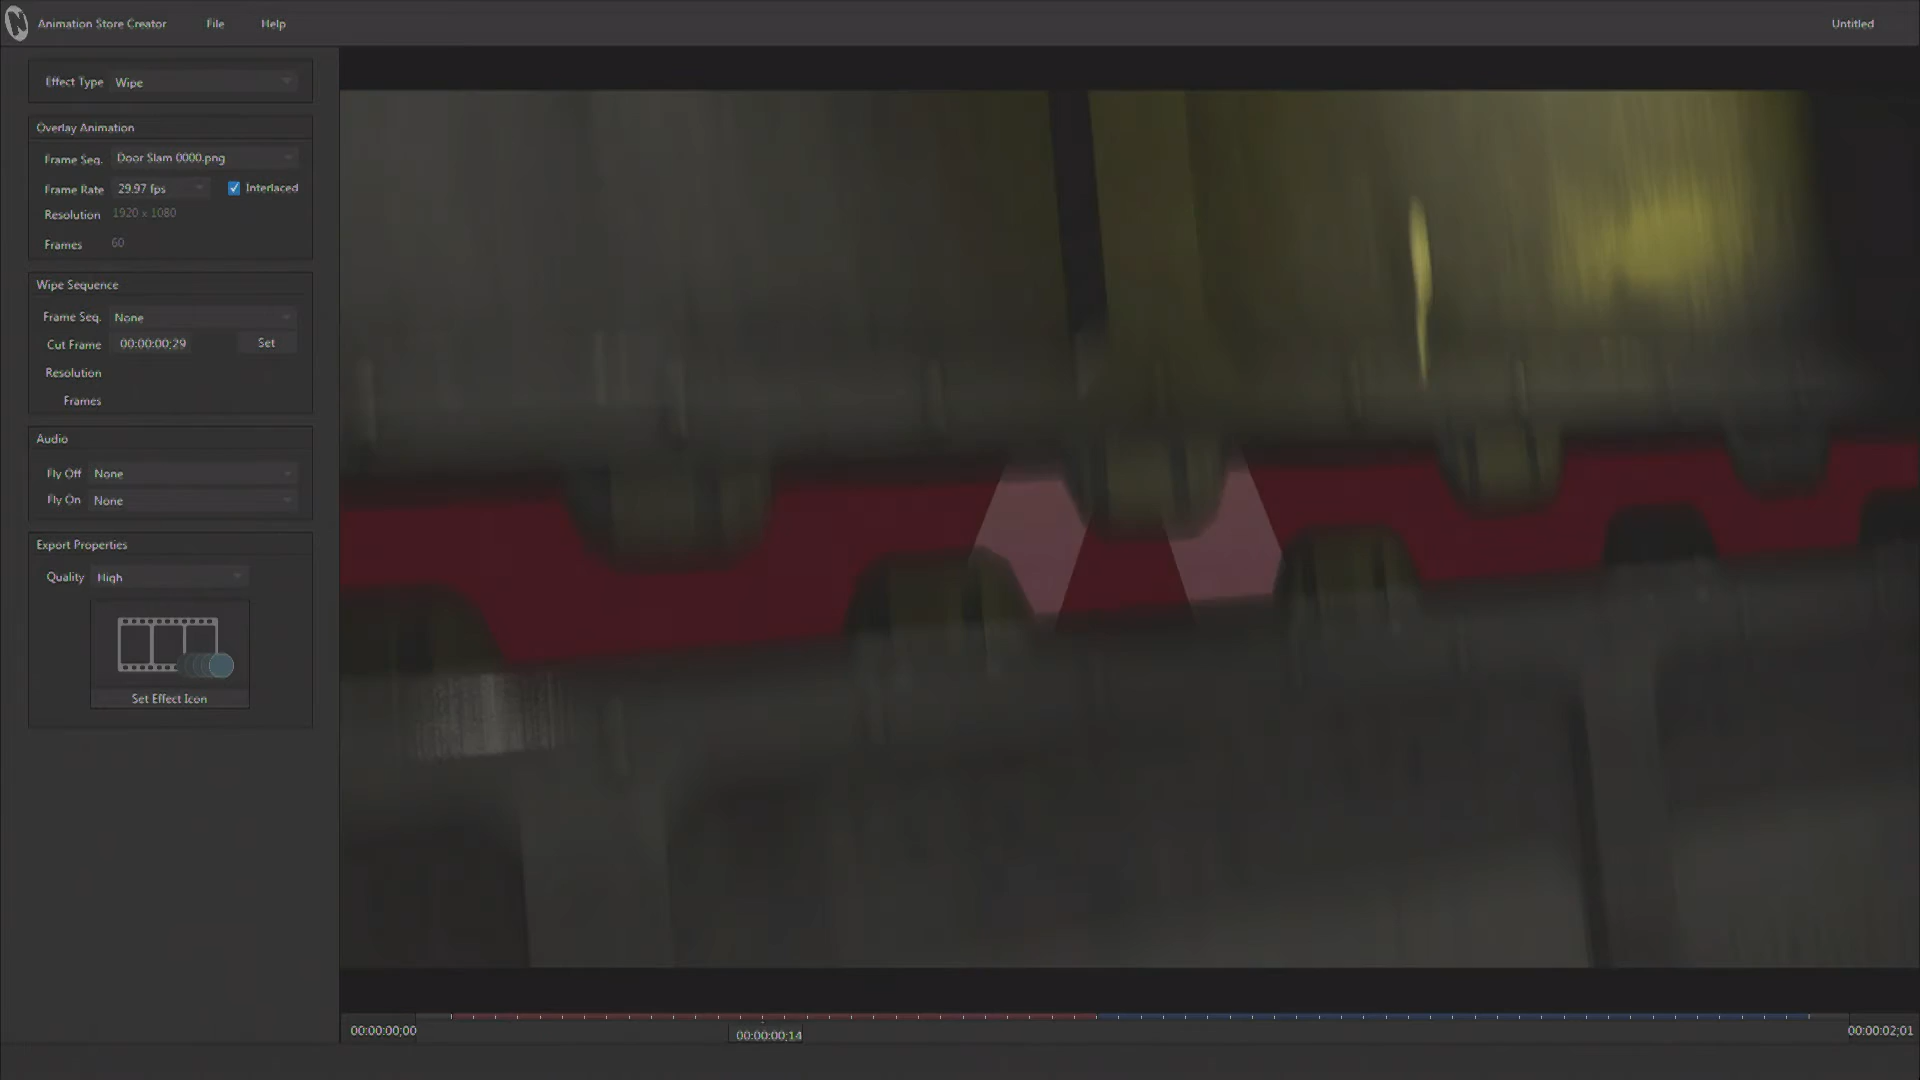 Animation Store Creator File Help Untitled
Effect Type Wipe
Overlay Animation
Frame Seq. Door Slam 0000.png
Frame Rate 29.97 fps Interlaced
Resolution 1920 x 1080
Frames 60
Wipe Sequence
Frame Seq. None
Cut Frame 00:00:00;29 Set
Resolution
Frames
Audio
Fly Off None
Fly On None
Export Properties
Quality High
Set Effect Icon
00:00:00;00 00:00:00;14 00:00:02;01